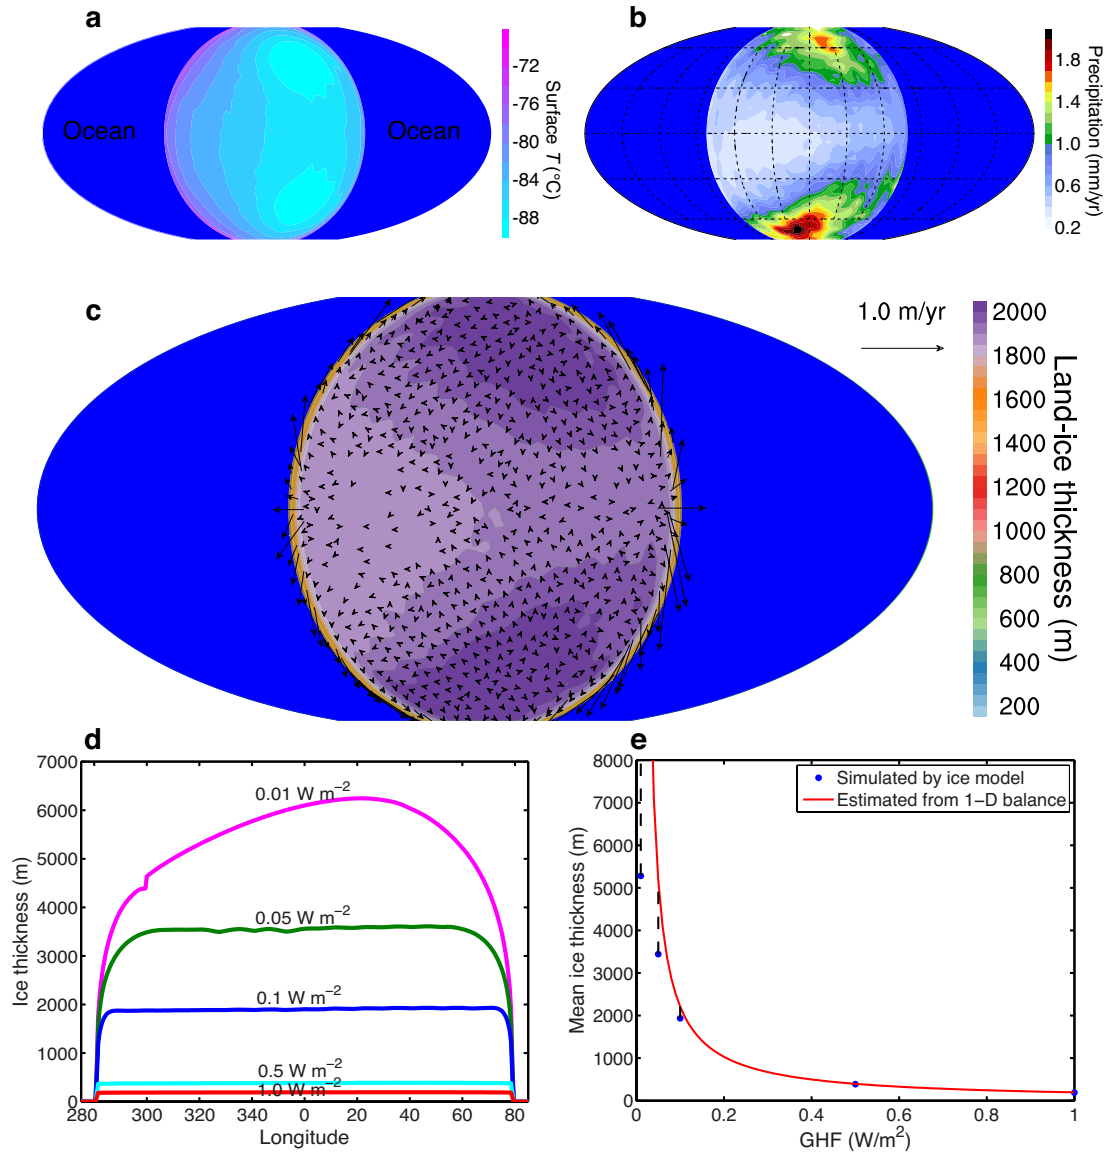 a
Ocean
Ocean
-72
-76
-80
-84
-88
Surface T (°C)
b
1.8
1.4
1.0
0.6
0.2
Precipitation (mm/yr)
c
1.0 m/yr
2000
1800
1600
1400
1200
1000
800
600
400
200
Land-ice thickness (m)
d
7000
6000
5000
4000
3000
2000
1000
0
Ice thickness (m)
0.01 W m−2
0.05 W m−2
0.1 W m−2
0.5 W m−2
1.0 W m−2
280 300 320 340 0 20 40 60 80
Longitude
e
8000
7000
6000
5000
4000
3000
2000
1000
0
Mean ice thickness (m)
Simulated by ice model
Estimated from 1−D balance
0 0.2 0.4 0.6 0.8 1
GHF (W/m2)